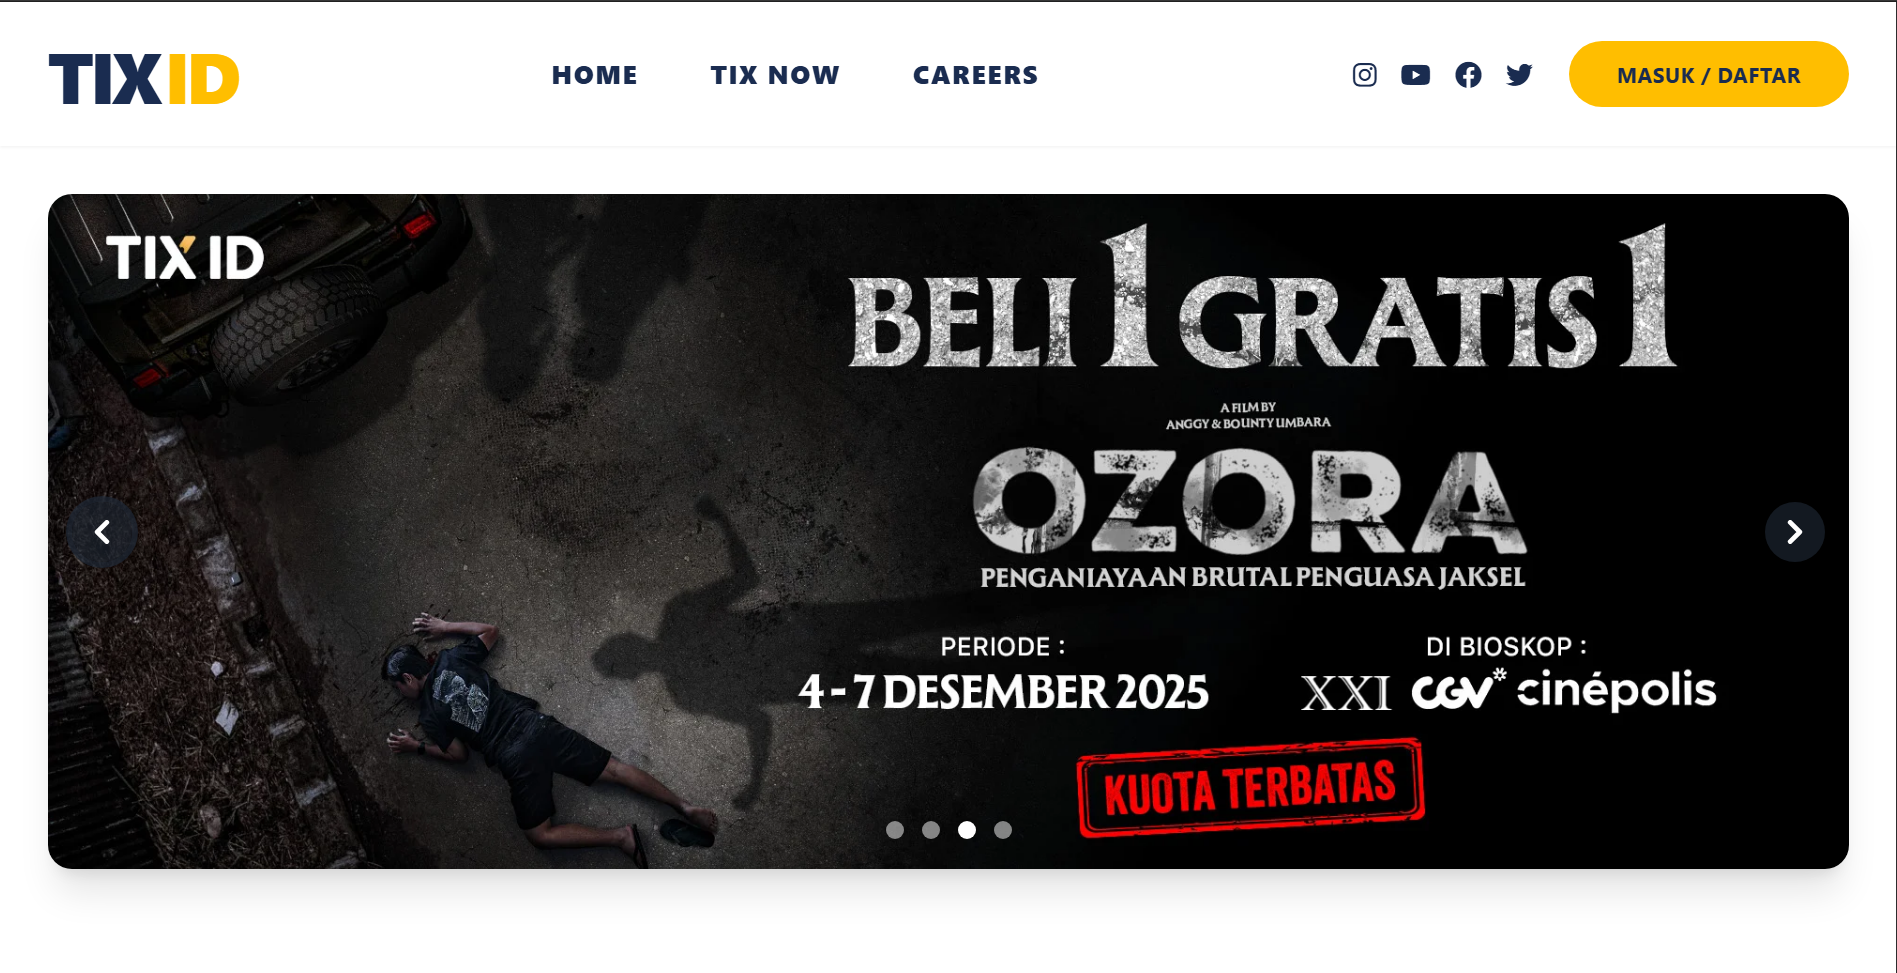 TIX ID
HOME
TIX NOW
CAREERS
MASUK / DAFTAR
TIX ID
BELI 1 GRATIS 1
A FILM BY
ANGGY & BOUNTY UMBARA
OZORA
PENGANIAYAAN BRUTAL PENGUASA JAKSEL
PERIODE :
4 - 7 DESEMBER 2025
DI BIOSKOP :
XXI CGV cinépolis
KUOTA TERBATAS